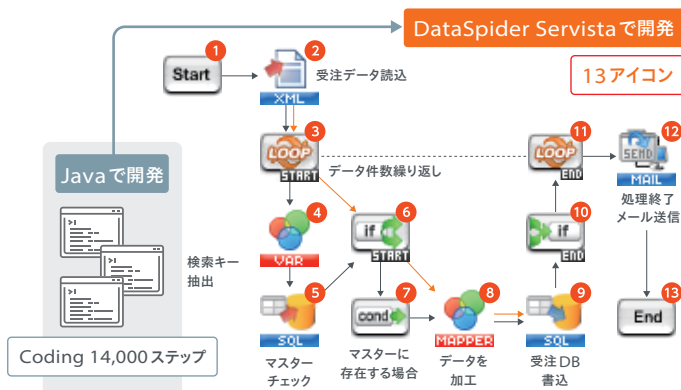 DataSpider Servistaで開発
13アイコン
Javaで開発
検索キー
抽出
Coding 14,000ステップ
1
Start
2
XML
受注データ読込
3
LOOP
START
データ件数繰り返し
4
VAR
5
SQL
マスター
チェック
6
if
START
7
cond
マスターに
存在する場合
8
MAPPER
データを
加工
9
SQL
受注DB
書込
10
if
END
11
LOOP
END
12
SEND
MAIL
処理終了
メール送信
13
End